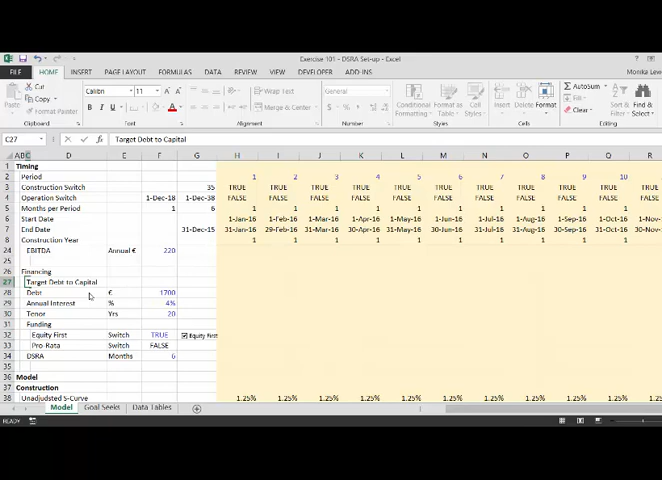 Exercise 101 - DSRA Set-up - Excel
FILE HOME INSERT PAGE LAYOUT FORMULAS DATA REVIEW VIEW DEVELOPER ADD-INS Monika Lew
Cut
Copy
Format Painter
Clipboard
Calibri 11
B I U
Font
Wrap Text
Merge & Center
Alignment
General
Number
Conditional Formatting
Format as Table
Cell Styles
Styles
Insert Delete Format
Cells
AutoSum
Fill
Clear
Sort & Filter
Find & Select
Editing
C27 Target Debt to Capital
A B C D E F G H I J K L M N O P Q R
1 Timing
2 Period 1 2 3 4 5 6 7 8 9 10
3 Construction Switch 35 TRUE TRUE TRUE TRUE TRUE TRUE TRUE TRUE TRUE TRUE TRUE
4 Operation Switch 1-Dec-18 1-Dec-38 FALSE FALSE FALSE FALSE FALSE FALSE FALSE FALSE FALSE FALSE FALSE
5 Months per Period 1 6 1 1 1 1 1 1 1 1 1 1
6 Start Date 1-Jan-16 1-Feb-16 1-Mar-16 1-Apr-16 1-May-16 1-Jun-16 1-Jul-16 1-Aug-16 1-Sep-16 1-Oct-16 1-Nov-
7 End Date 31-Dec-15 31-Jan-16 29-Feb-16 31-Mar-16 30-Apr-16 31-May-16 30-Jun-16 31-Jul-16 31-Aug-16 30-Sep-16 31-Oct-16 30-Nov-
8 Construction Year 1 1 1 1 1 1 1 1 1 1
24 EBITDA Annual € 220
25
26 Financing
27 Target Debt to Capital
28 Debt € 1700
29 Annual Interest % 4%
30 Tenor Yrs 20
31 Funding
32 Equity First Switch TRUE Equity First
33 Pro-Rata Switch FALSE
34 DSRA Months 6
35
36 Model
37 Construction
38 Unadjusted S-Curve 1.25% 1.25% 1.25% 1.25% 1.25% 1.25% 1.25% 1.25% 1.25% 1.25% 1.25%
Model Goal Seeks Data Tables
READY